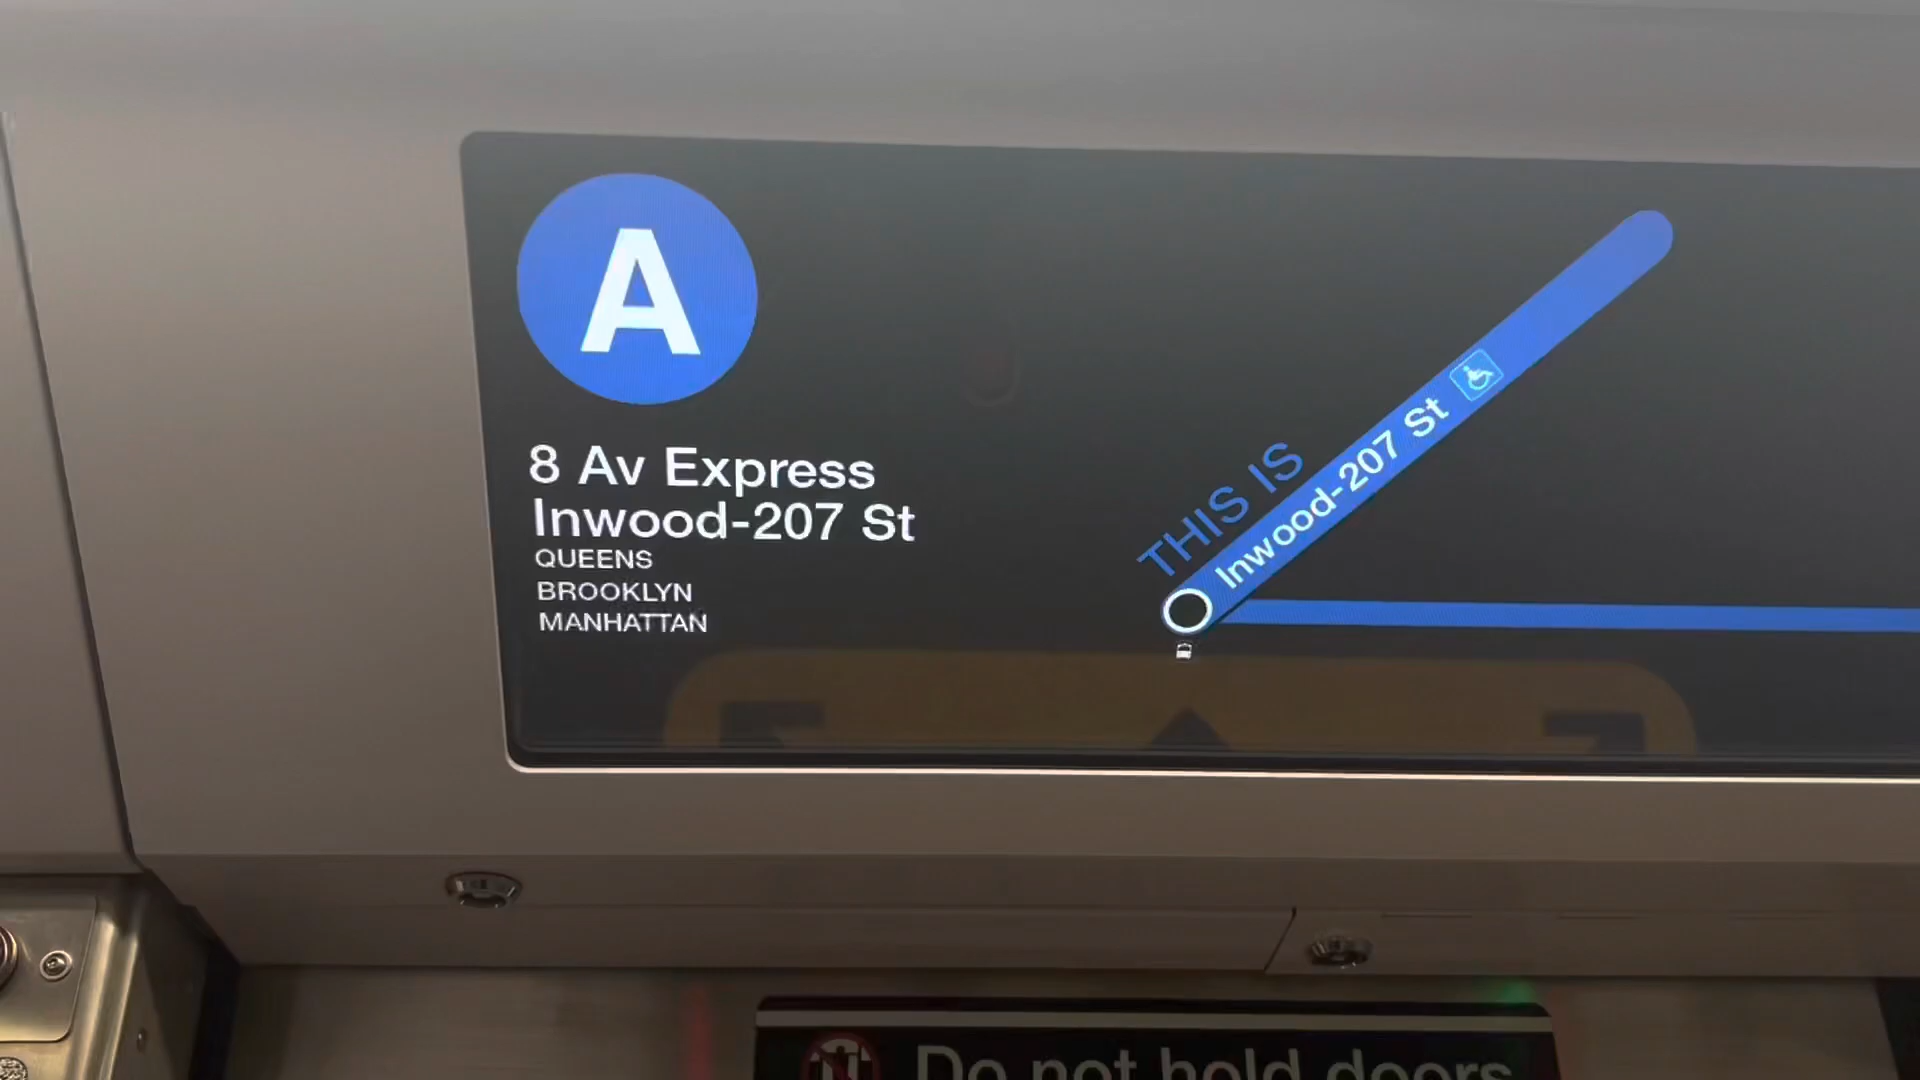 A
8 Av Express
Inwood-207 St
QUEENS
BROOKLYN
MANHATTAN
THIS IS
Inwood-207 St
Do not hold doors